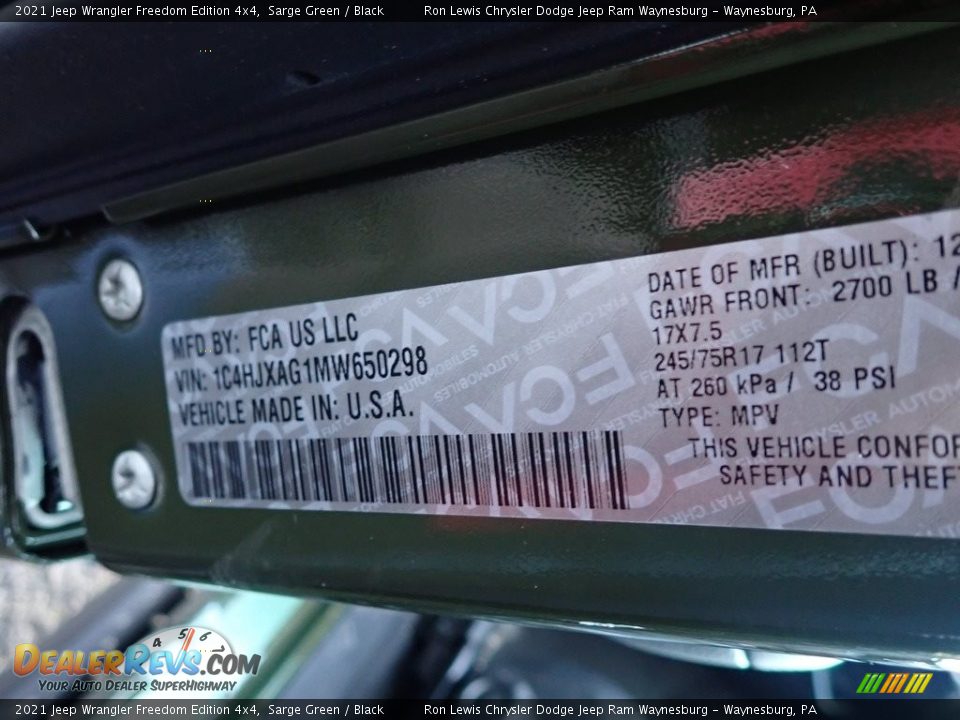 2021 Jeep Wrangler Freedom Edition 4x4, Sarge Green / Black Ron Lewis Chrysler Dodge Jeep Ram Waynesburg - Waynesburg, PA
MFD BY: FCA US LLC
VIN: 1C4HJXAG1MW650298
VEHICLE MADE IN: U.S.A.
DATE OF MFR (BUILT): 12
GAWR FRONT: 2700 LB /
17X7.5
245/75R17 112T
AT 260 kPa / 38 PSI
TYPE: MPV
THIS VEHICLE CONFOR
SAFETY AND THEF
4 5 6
DEALERREVS.COM
YOUR AUTO DEALER SUPERHIGHWAY
2021 Jeep Wrangler Freedom Edition 4x4, Sarge Green / Black Ron Lewis Chrysler Dodge Jeep Ram Waynesburg - Waynesburg, PA